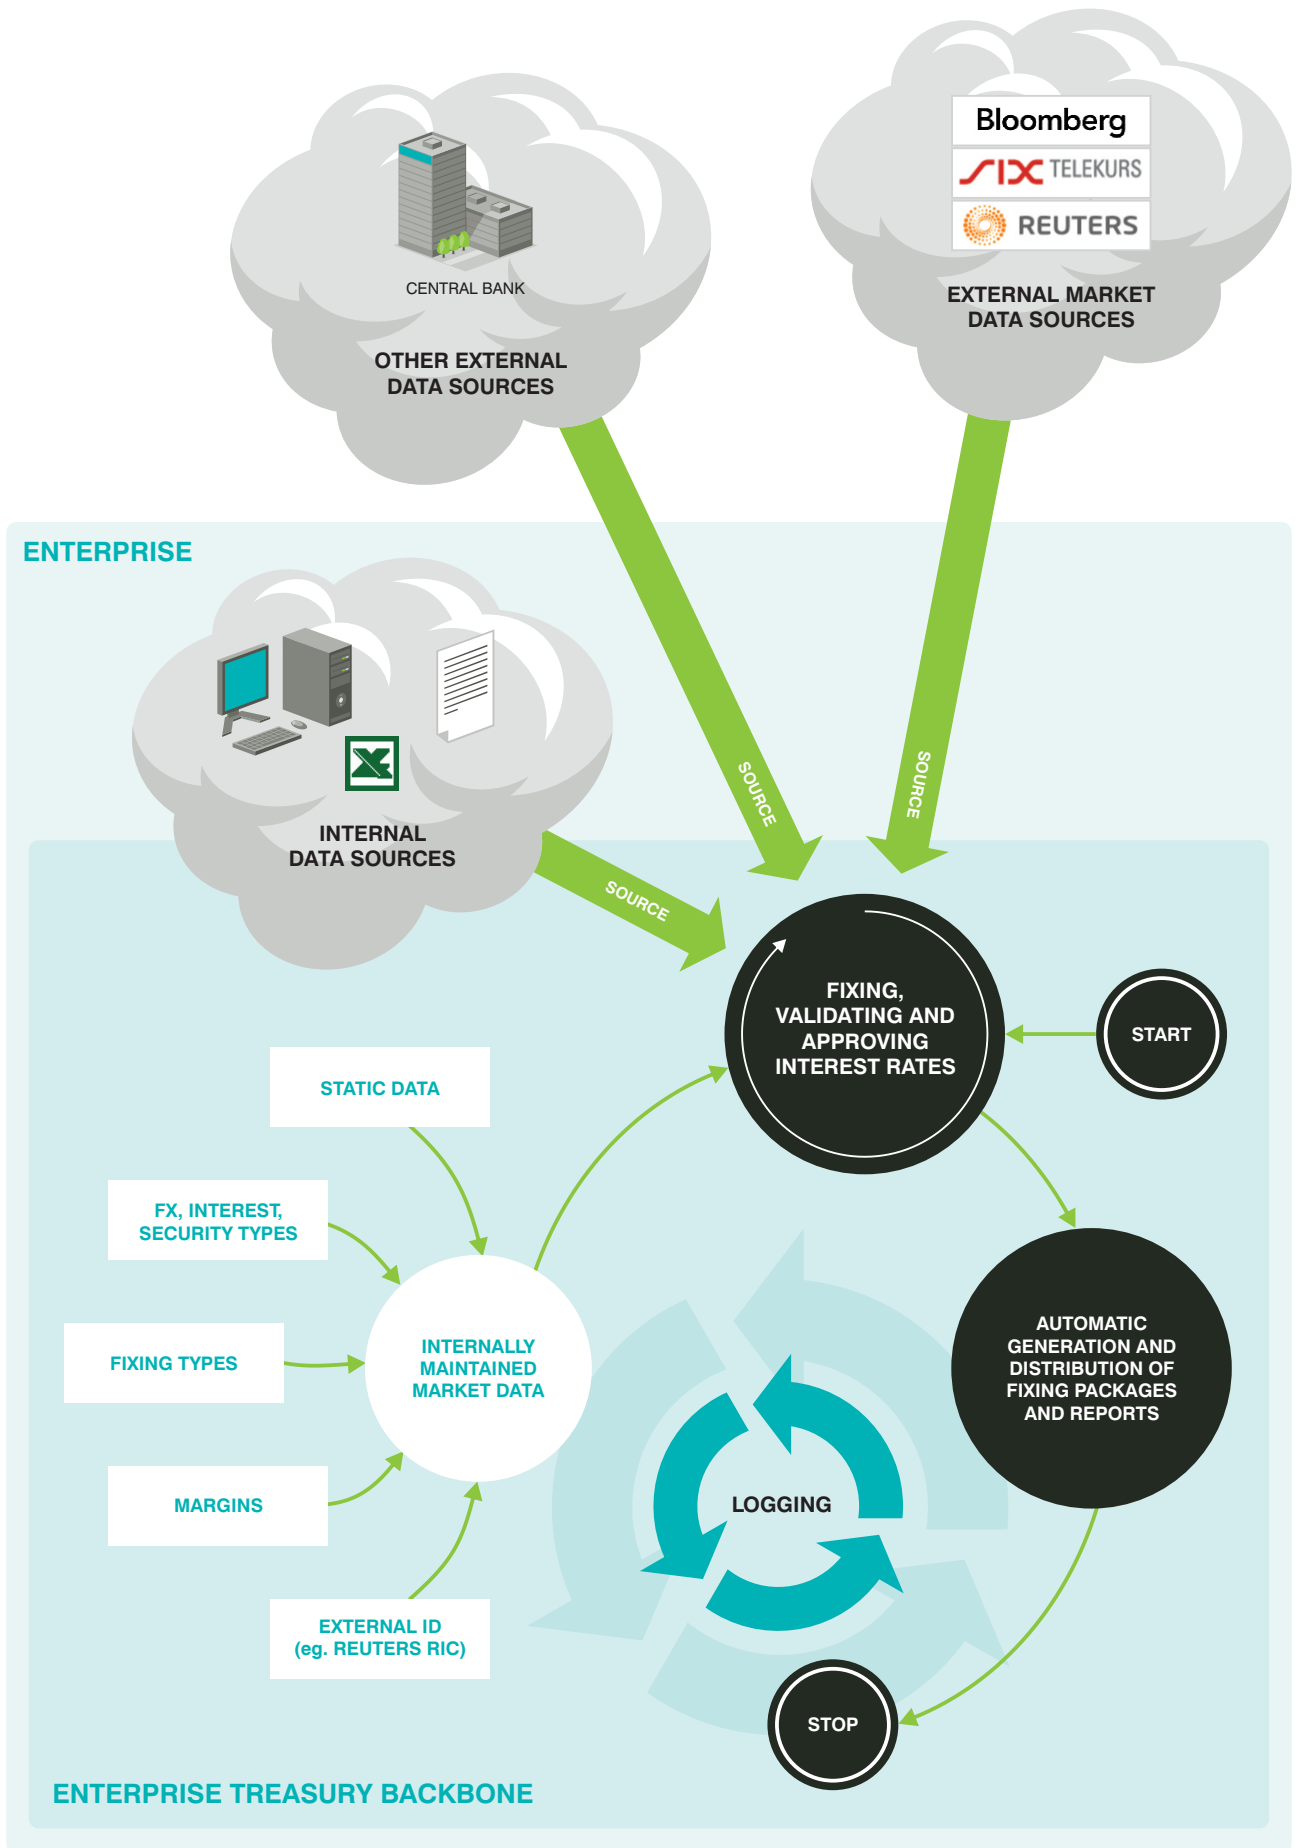 Bloomberg
SIX TELEKURS
REUTERS
EXTERNAL MARKET
DATA SOURCES
CENTRAL BANK
OTHER EXTERNAL
DATA SOURCES
ENTERPRISE
INTERNAL
DATA SOURCES
SOURCE
SOURCE
SOURCE
FIXING,
VALIDATING AND
APPROVING
INTEREST RATES
START
STATIC DATA
FX, INTEREST,
SECURITY TYPES
FIXING TYPES
MARGINS
EXTERNAL ID
(eg. REUTERS RIC)
INTERNALLY
MAINTAINED
MARKET DATA
AUTOMATIC
GENERATION AND
DISTRIBUTION OF
FIXING PACKAGES
AND REPORTS
LOGGING
STOP
ENTERPRISE TREASURY BACKBONE